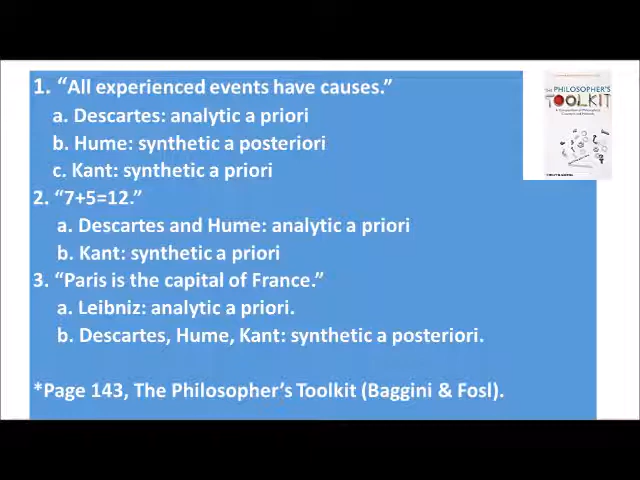 1. “All experienced events have causes.”
a. Descartes: analytic a priori
b. Hume: synthetic a posteriori
c. Kant: synthetic a priori
2. “7+5=12.”
a. Descartes and Hume: analytic a priori
b. Kant: synthetic a priori
3. “Paris is the capital of France.”
a. Leibniz: analytic a priori.
b. Descartes, Hume, Kant: synthetic a posteriori.
*Page 143, The Philosopher’s Toolkit (Baggini & Fosl).
THE PHILOSOPHER'S
TOOLKIT